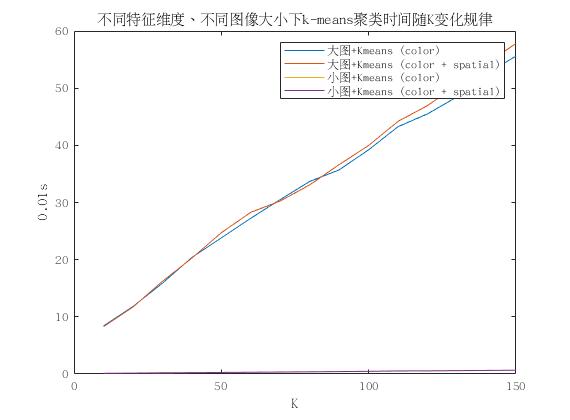 不同特征维度、不同图像大小下k-means聚类时间随K变化规律
60
50
40
30
20
10
0
0.01s
大图+Kmeans (color)
大图+Kmeans (color + spatial)
小图+Kmeans (color)
小图+Kmeans (color + spatial)
0 50 100 150
K